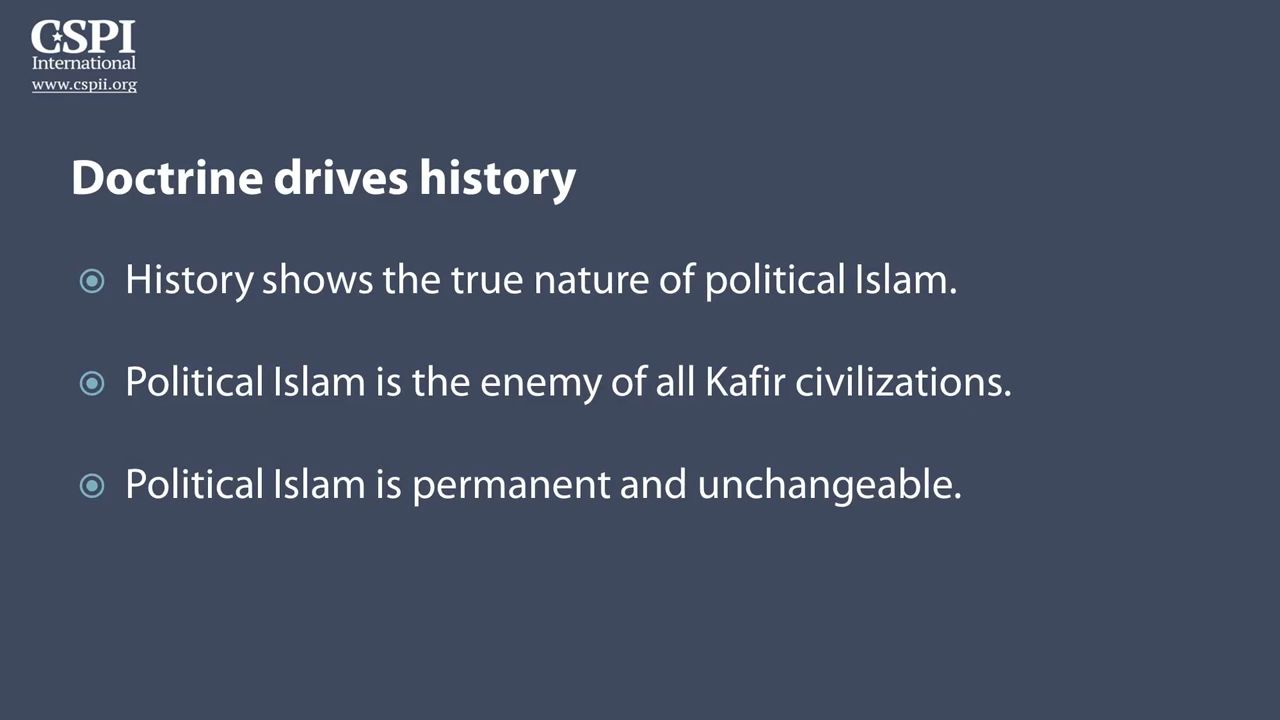 CSPI
International
www.cspii.org
Doctrine drives history
History shows the true nature of political Islam.
Political Islam is the enemy of all Kafir civilizations.
Political Islam is permanent and unchangeable.